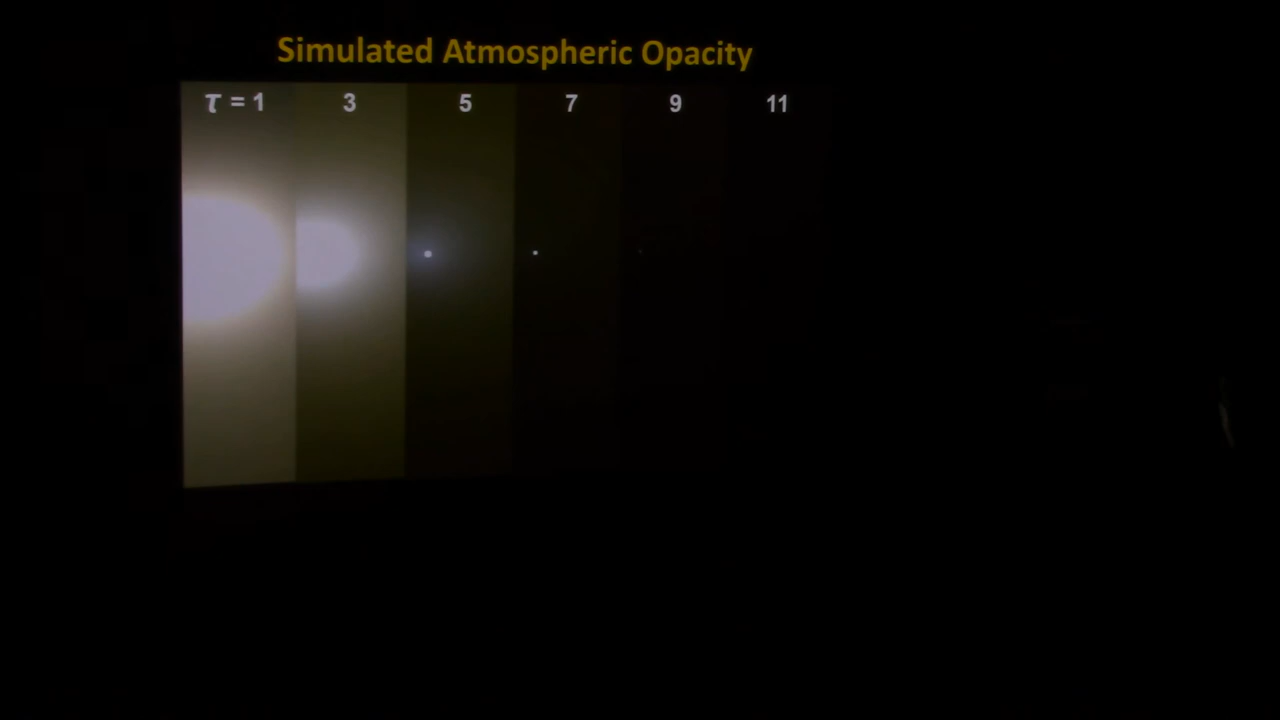 Simulated Atmospheric Opacity
τ = 1 3 5 7 9 11